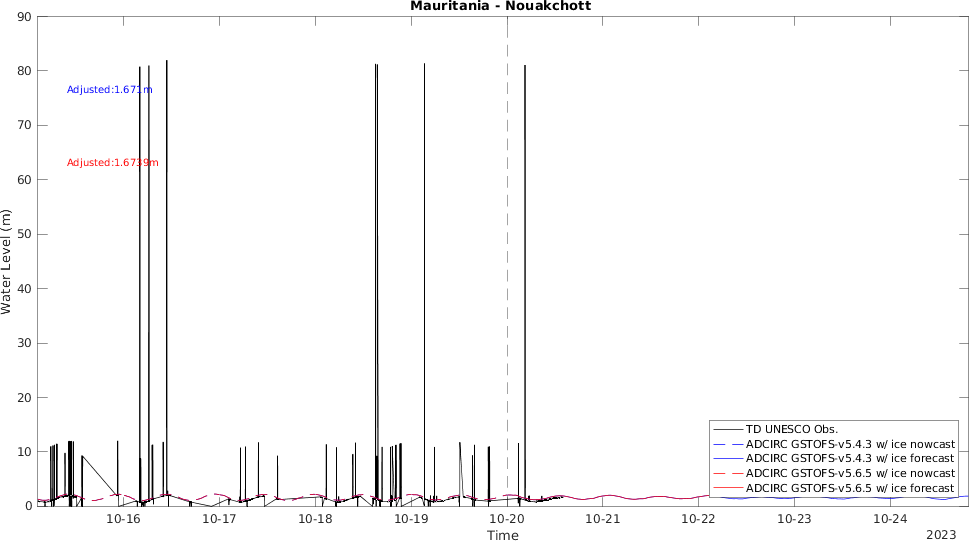 Mauritania - Nouakchott
90
80
70
60
50
40
30
20
10
0
Water Level (m)
Adjusted:1.671m
Adjusted:1.6739m
TD UNESCO Obs.
ADCIRC GSTOFS-v5.4.3 w/ ice nowcast
ADCIRC GSTOFS-v5.4.3 w/ ice forecast
ADCIRC GSTOFS-v5.6.5 w/ ice nowcast
ADCIRC GSTOFS-v5.6.5 w/ ice forecast
10-16 10-17 10-18 10-19 10-20 10-21 10-22 10-23 10-24
Time
2023